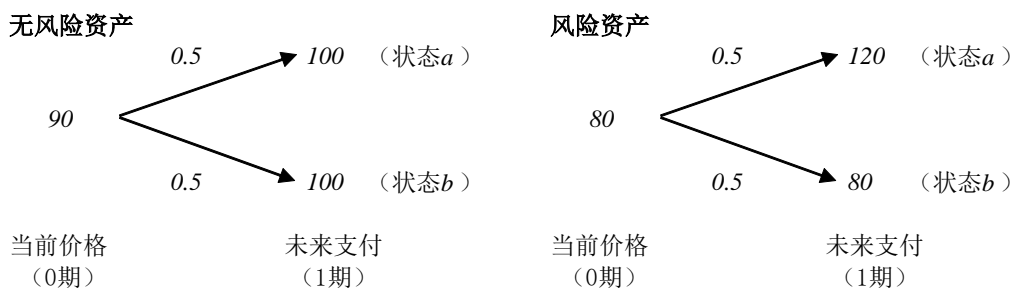 无风险资产
0.5
100 （状态a）
90
0.5
100 （状态b）
当前价格
（0期）
未来支付
（1期）
风险资产
0.5
120 （状态a）
80
0.5
80 （状态b）
当前价格
（0期）
未来支付
（1期）